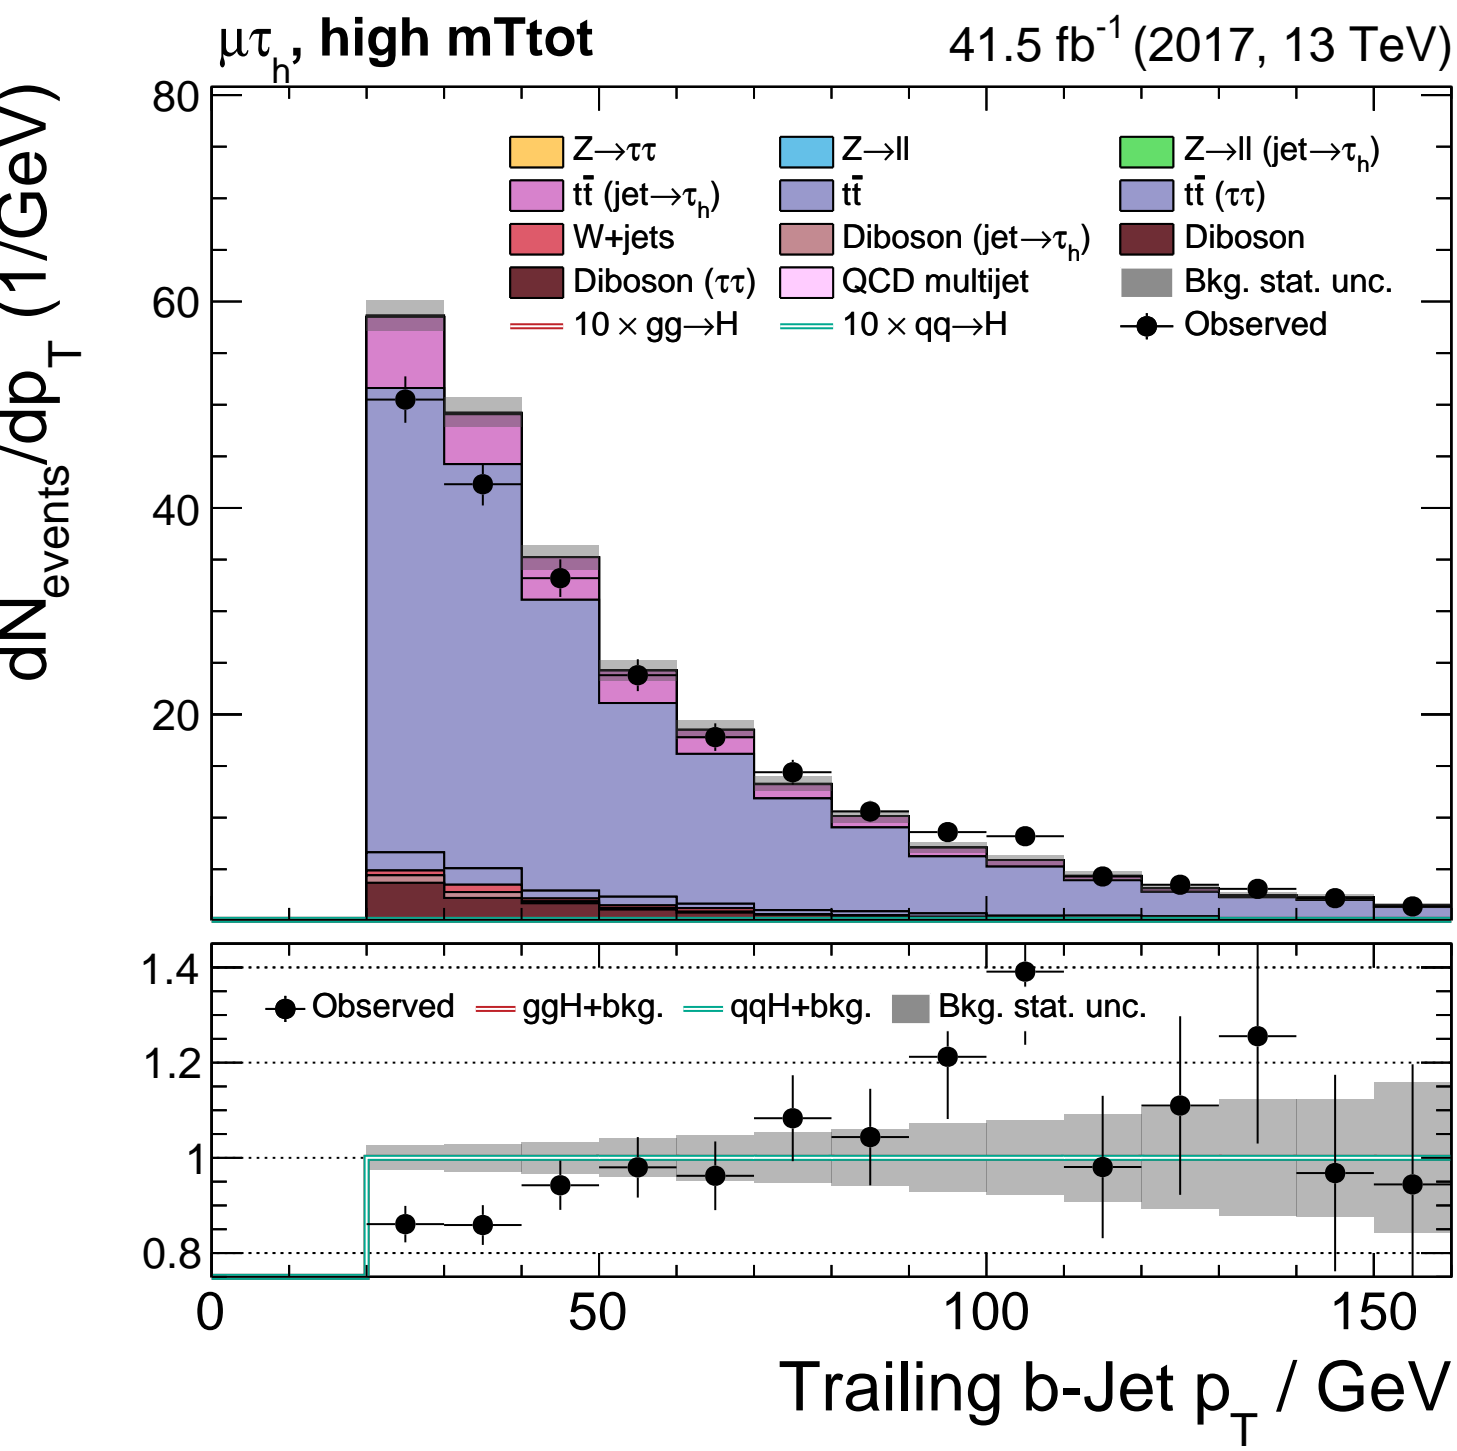 μτh, high mTtot
41.5 fb-1 (2017, 13 TeV)
dNevents/dpT (1/GeV)
80
60
40
20
Z→ττ Z→ll Z→ll (jet→τh)
tt̄ (jet→τh) tt̄ tt̄ (ττ)
W+jets Diboson (jet→τh) Diboson
Diboson (ττ) QCD multijet Bkg. stat. unc.
10 × gg→H 10 × qq→H Observed
1.4
1.2
1
0.8
Observed ggH+bkg. qqH+bkg. Bkg. stat. unc.
0 50 100 150
Trailing b-Jet pT / GeV